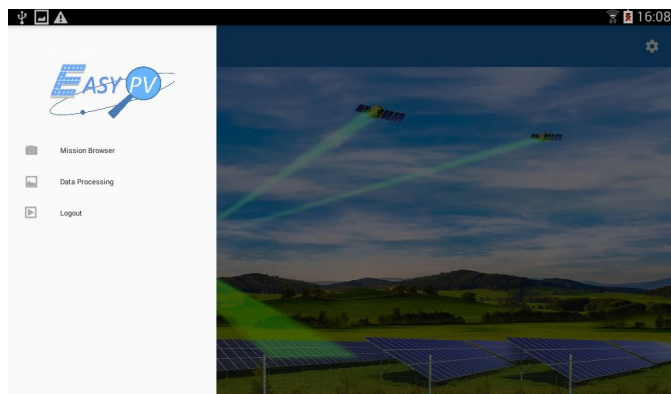 16:08
EASY PV
Mission Browser
Data Processing
Logout